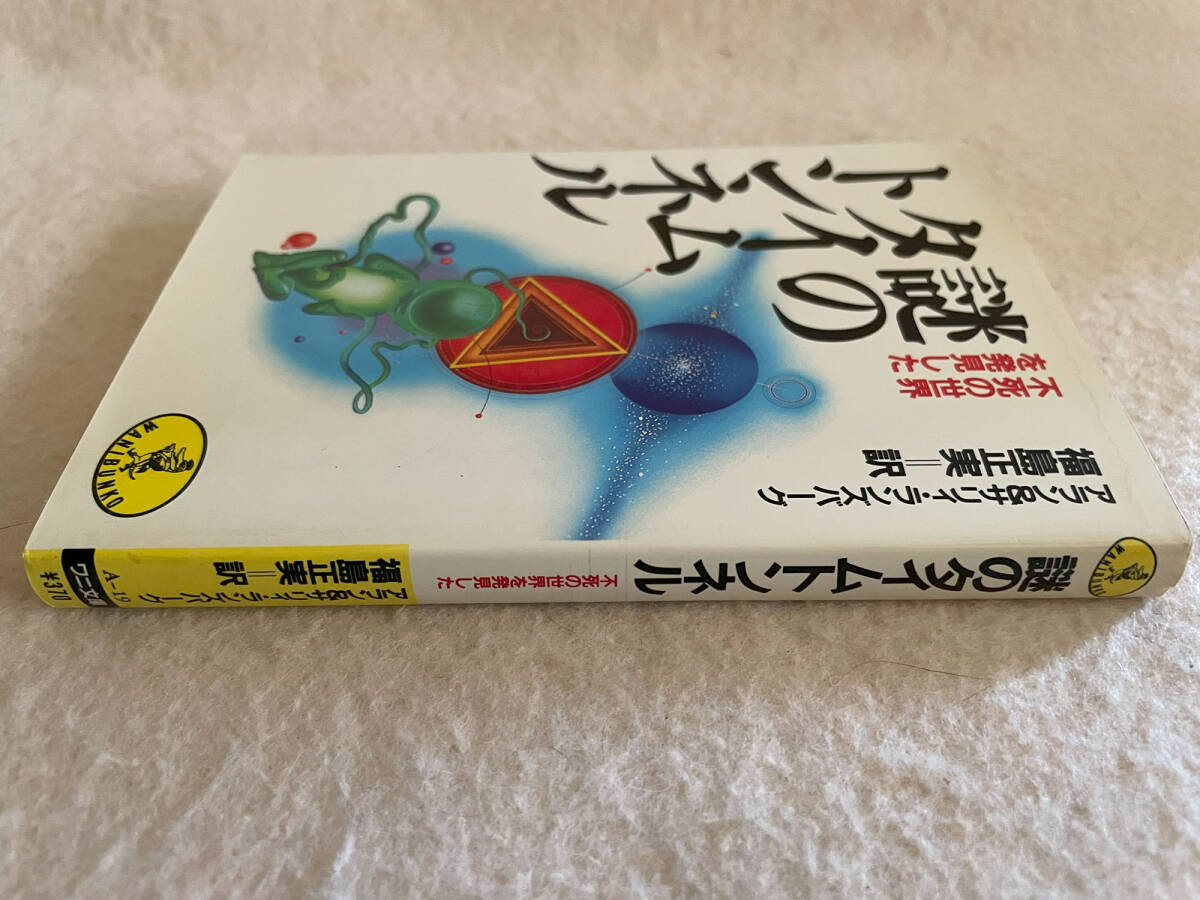 謎の
タイム
トンネル
不死の世界
を発見した
アラン&サリィ・ランズバーグ
福島正実=訳
WANIBUNKO
謎のタイムトンネル
不死の世界を発見した
アラン&サリィ・ランズバーグ
福島正実=訳
A-19
ワニ文庫
¥370